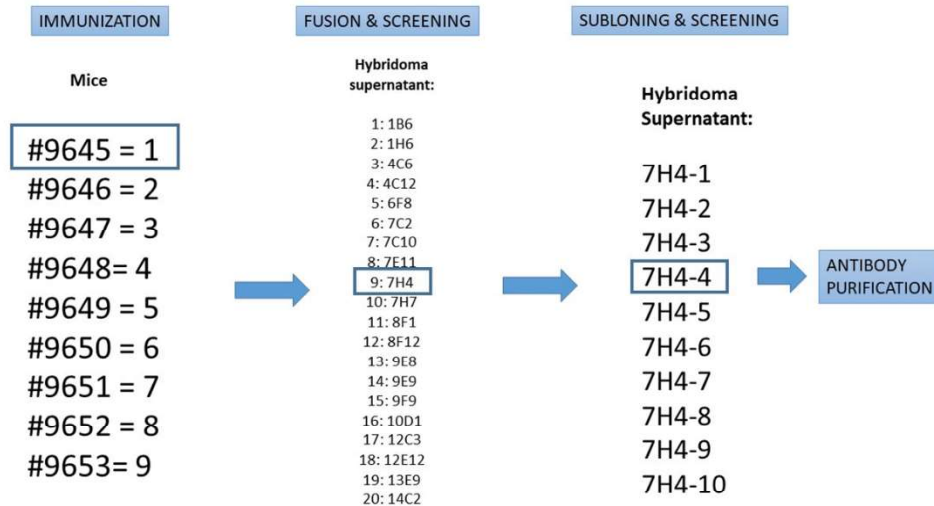 IMMUNIZATION
Mice
#9645 = 1
#9646 = 2
#9647 = 3
#9648= 4
#9649 = 5
#9650 = 6
#9651 = 7
#9652 = 8
#9653= 9
FUSION & SCREENING
Hybridoma
supernatant:
1: 1B6
2: 1H6
3: 4C6
4: 4C12
5: 6F8
6: 7C2
7: 7C10
8: 7E11
9: 7H4
10: 7H7
11: 8F1
12: 8F12
13: 9E8
14: 9E9
15: 9F9
16: 10D1
17: 12C3
18: 12E12
19: 13E9
20: 14C2
SUBLONING & SCREENING
Hybridoma
Supernatant:
7H4-1
7H4-2
7H4-3
7H4-4
7H4-5
7H4-6
7H4-7
7H4-8
7H4-9
7H4-10
ANTIBODY
PURIFICATION